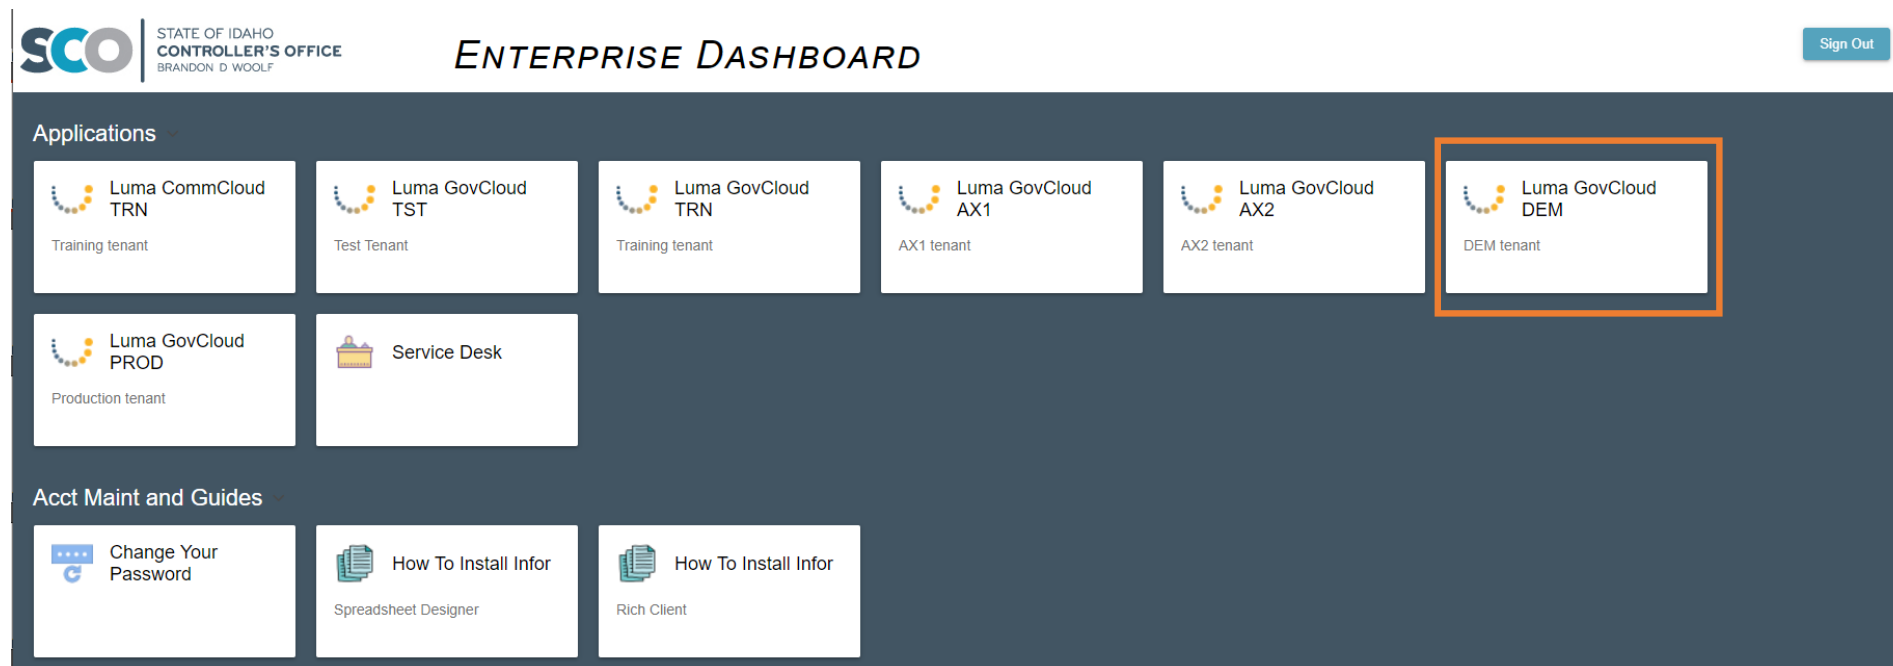 SCO
STATE OF IDAHO
CONTROLLER'S OFFICE
BRANDON D WOOLF
ENTERPRISE DASHBOARD
Sign Out
Applications
Luma CommCloud
TRN
Training tenant
Luma GovCloud
TST
Test Tenant
Luma GovCloud
TRN
Training tenant
Luma GovCloud
AX1
AX1 tenant
Luma GovCloud
AX2
AX2 tenant
Luma GovCloud
DEM
DEM tenant
Luma GovCloud
PROD
Production tenant
Service Desk
Acct Maint and Guides
Change Your
Password
How To Install Infor
Spreadsheet Designer
How To Install Infor
Rich Client